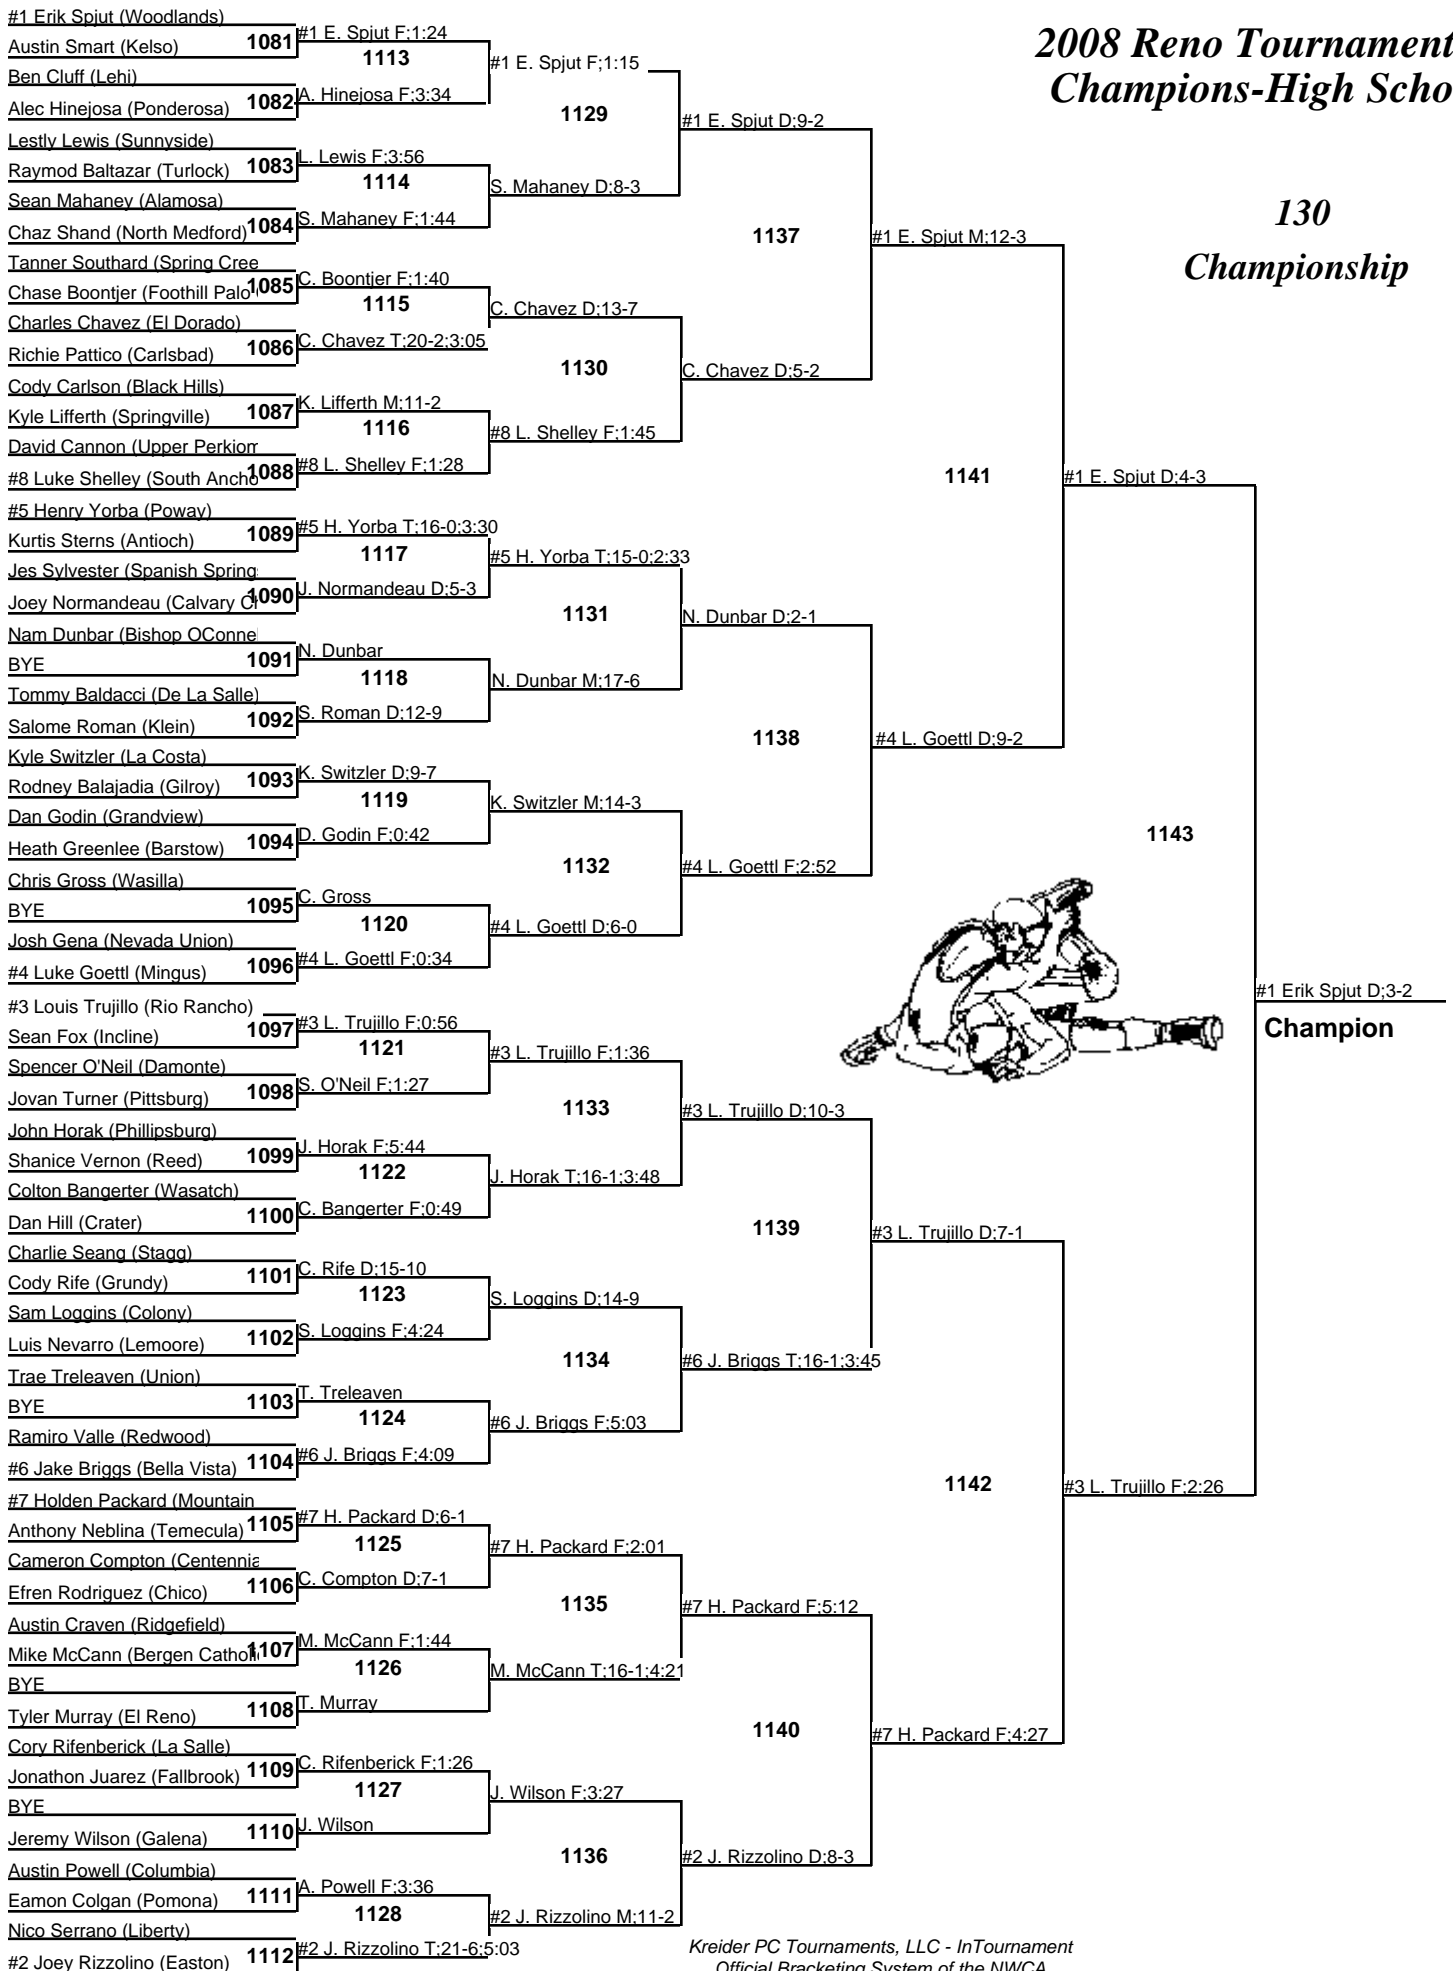 2008 Reno Tournament
Champions-High Scho
130
Championship
#1 Erik Spjut (Woodlands)
Austin Smart (Kelso)
1081
Ben Cluff (Lehi)
Alec Hinejosa (Ponderosa)
1082
Lestly Lewis (Sunnyside)
Raymod Baltazar (Turlock)
1083
Sean Mahaney (Alamosa)
Chaz Shand (North Medford)
1084
Tanner Southard (Spring Cree
Chase Boontjer (Foothill Palo
1085
Charles Chavez (El Dorado)
Richie Pattico (Carlsbad)
1086
Cody Carlson (Black Hills)
Kyle Lifferth (Springville)
1087
David Cannon (Upper Perkiom
#8 Luke Shelley (South Ancho
1088
#5 Henry Yorba (Poway)
Kurtis Sterns (Antioch)
1089
Jes Sylvester (Spanish Spring
Joey Normandeau (Calvary Ch
1090
Nam Dunbar (Bishop OConne
BYE
1091
Tommy Baldacci (De La Salle)
Salome Roman (Klein)
1092
Kyle Switzler (La Costa)
Rodney Balajadia (Gilroy)
1093
Dan Godin (Grandview)
Heath Greenlee (Barstow)
1094
Chris Gross (Wasilla)
BYE
1095
Josh Gena (Nevada Union)
#4 Luke Goettl (Mingus)
1096
#3 Louis Trujillo (Rio Rancho)
Sean Fox (Incline)
1097
Spencer O'Neil (Damonte)
Jovan Turner (Pittsburg)
1098
John Horak (Phillipsburg)
Shanice Vernon (Reed)
1099
Colton Bangerter (Wasatch)
Dan Hill (Crater)
1100
Charlie Seang (Stagg)
Cody Rife (Grundy)
1101
Sam Loggins (Colony)
Luis Nevarro (Lemoore)
1102
Trae Treleaven (Union)
BYE
1103
Ramiro Valle (Redwood)
#6 Jake Briggs (Bella Vista)
1104
#7 Holden Packard (Mountain
Anthony Neblina (Temecula)
1105
Cameron Compton (Centennia
Efren Rodriguez (Chico)
1106
Austin Craven (Ridgefield)
Mike McCann (Bergen Catholi
1107
BYE
Tyler Murray (El Reno)
1108
Cory Rifenberick (La Salle)
Jonathon Juarez (Fallbrook)
1109
BYE
Jeremy Wilson (Galena)
1110
Austin Powell (Columbia)
Eamon Colgan (Pomona)
1111
Nico Serrano (Liberty)
#2 Joey Rizzolino (Easton)
1112
#1 E. Spjut F;1:24
1113
A. Hinejosa F;3:34
L. Lewis F;3:56
1114
S. Mahaney F;1:44
C. Boontjer F;1:40
1115
C. Chavez T;20-2;3:05
K. Lifferth M;11-2
1116
#8 L. Shelley F;1:28
#5 H. Yorba T;16-0;3:30
1117
J. Normandeau D;5-3
N. Dunbar
1118
S. Roman D;12-9
K. Switzler D;9-7
1119
D. Godin F;0:42
C. Gross
1120
#4 L. Goettl F;0:34
#3 L. Trujillo F;0:56
1121
S. O'Neil F;1:27
J. Horak F;5:44
1122
C. Bangerter F;0:49
C. Rife D;15-10
1123
S. Loggins F;4:24
T. Treleaven
1124
#6 J. Briggs F;4:09
#7 H. Packard D;6-1
1125
C. Compton D;7-1
M. McCann F;1:44
1126
T. Murray
C. Rifenberick F;1:26
1127
J. Wilson
A. Powell F;3:36
1128
#2 J. Rizzolino T;21-6;5:03
#1 E. Spjut F;1:15
1129
S. Mahaney D;8-3
C. Chavez D;13-7
1130
#8 L. Shelley F;1:45
#5 H. Yorba T;15-0;2:33
1131
N. Dunbar M;17-6
K. Switzler M;14-3
1132
#4 L. Goettl D;6-0
#3 L. Trujillo F;1:36
1133
J. Horak T;16-1;3:48
S. Loggins D;14-9
1134
#6 J. Briggs F;5:03
#7 H. Packard F;2:01
1135
M. McCann T;16-1;4:21
J. Wilson F;3:27
1136
#2 J. Rizzolino M;11-2
#1 E. Spjut D;9-2
1137
C. Chavez D;5-2
N. Dunbar D;2-1
1138
#4 L. Goettl F;2:52
#3 L. Trujillo D;10-3
1139
#6 J. Briggs T;16-1;3:45
#7 H. Packard F;5:12
1140
#2 J. Rizzolino D;8-3
#1 E. Spjut M;12-3
1141
#4 L. Goettl D;9-2
#3 L. Trujillo D;7-1
1142
#7 H. Packard F;4:27
#1 E. Spjut D;4-3
1143
#3 L. Trujillo F;2:26
#1 Erik Spjut D;3-2
Champion
Kreider PC Tournaments, LLC - InTournament
Official Bracketing System of the NWCA